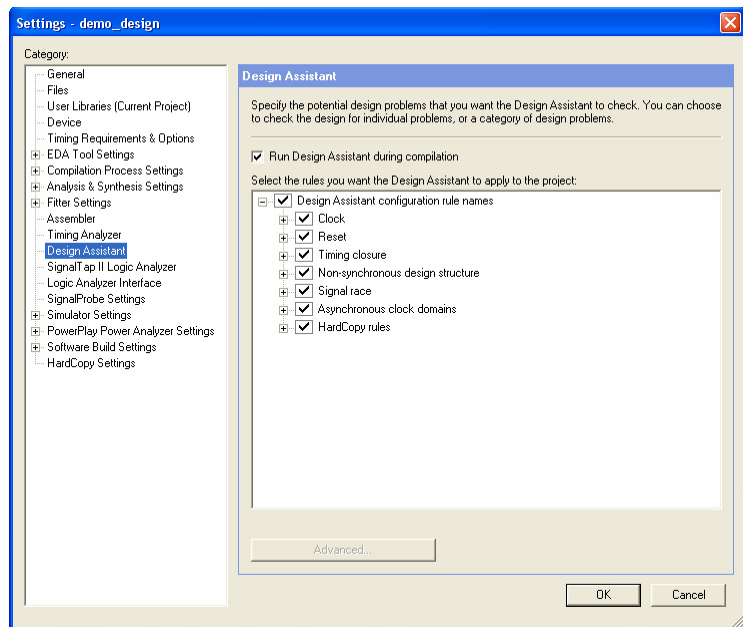 Settings - demo_design
Category:
General
Files
User Libraries (Current Project)
Device
Timing Requirements & Options
EDA Tool Settings
Compilation Process Settings
Analysis & Synthesis Settings
Fitter Settings
Assembler
Timing Analyzer
Design Assistant
SignalTap II Logic Analyzer
Logic Analyzer Interface
SignalProbe Settings
Simulator Settings
PowerPlay Power Analyzer Settings
Software Build Settings
HardCopy Settings
Design Assistant
Specify the potential design problems that you want the Design Assistant to check. You can choose
to check the design for individual problems, or a category of design problems.
Run Design Assistant during compilation
Select the rules you want the Design Assistant to apply to the project:
Design Assistant configuration rule names
Clock
Reset
Timing closure
Non-synchronous design structure
Signal race
Asynchronous clock domains
HardCopy rules
Advanced...
OK
Cancel